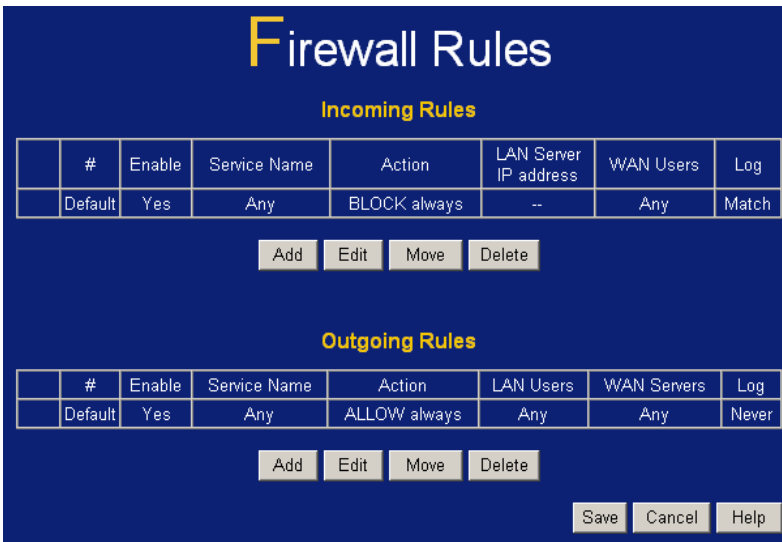 Firewall Rules
Incoming Rules
# Enable Service Name Action LAN Server IP address WAN Users Log
Default Yes Any BLOCK always -- Any Match
Add Edit Move Delete
Outgoing Rules
# Enable Service Name Action LAN Users WAN Servers Log
Default Yes Any ALLOW always Any Any Never
Add Edit Move Delete
Save Cancel Help